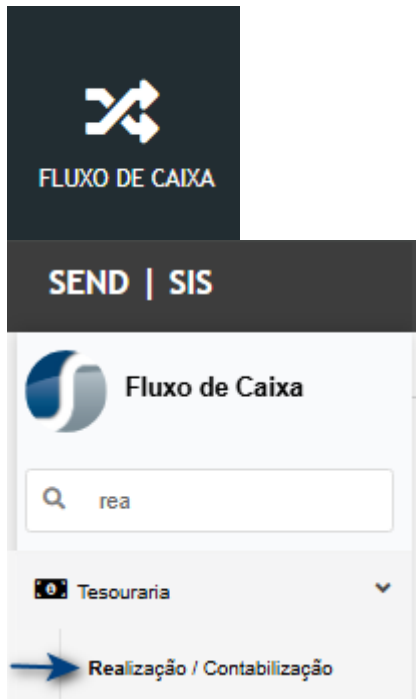 FLUXO DE CAIXA
SEND | SIS
Fluxo de Caixa
rea
Tesouraria
Realização / Contabilização